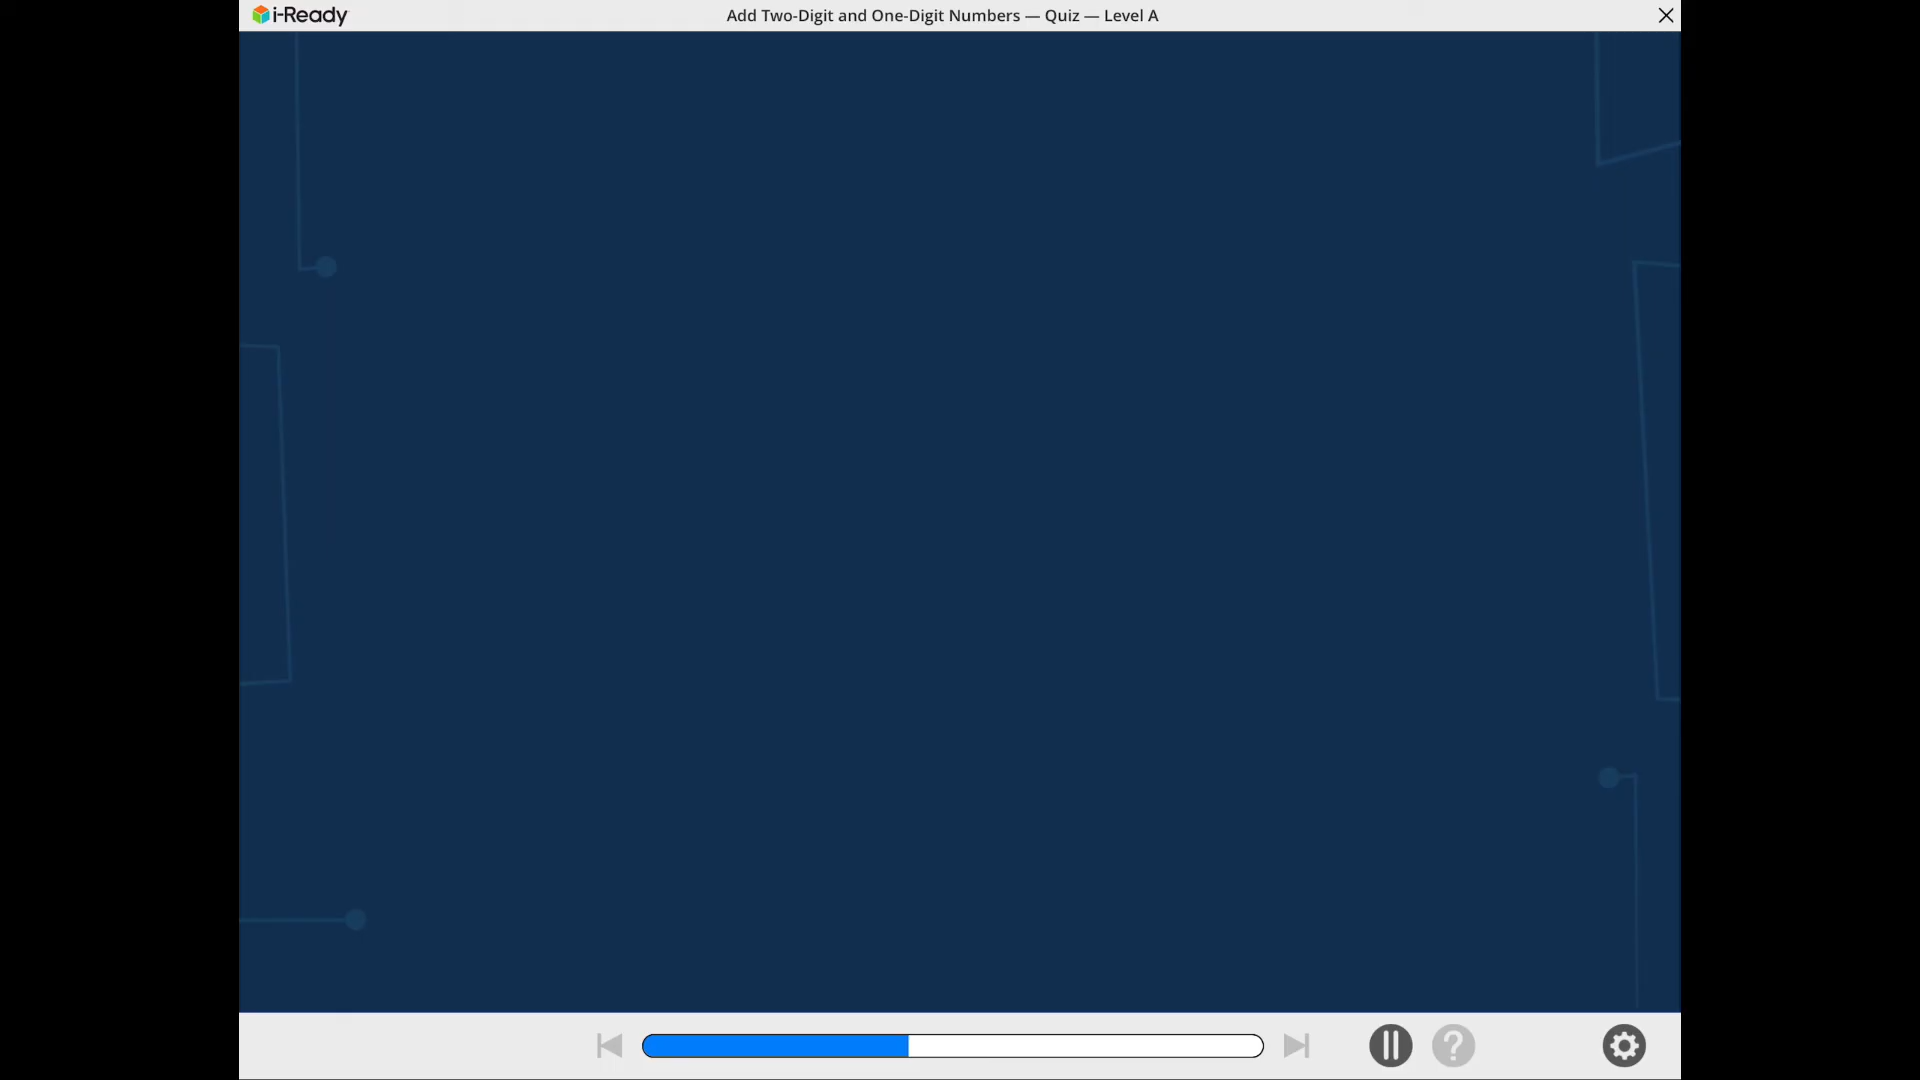 i-Ready
Add Two-Digit and One-Digit Numbers — Quiz — Level A
?